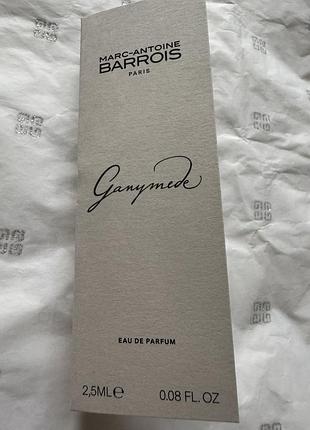 MARC-ANTOINE
BARROIS
PARIS
Ganymede
EAU DE PARFUM
2,5ML℮ 0.08 FL. OZ